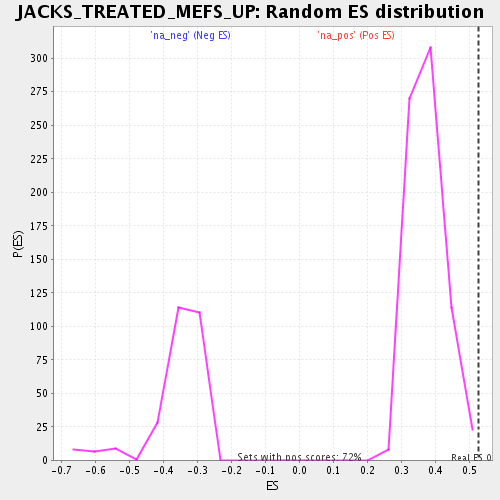 JACKS_TREATED_MEFS_UP: Random ES distribution
'na_neg' (Neg ES) 'na_pos' (Pos ES)
300
275
250
225
200
175
150
125
100
75
50
25
0
P(ES)
Sets with pos scores: 72%
Real ES 0
-0.7 -0.6 -0.5 -0.4 -0.3 -0.2 -0.1 0.0 0.1 0.2 0.3 0.4 0.5
ES